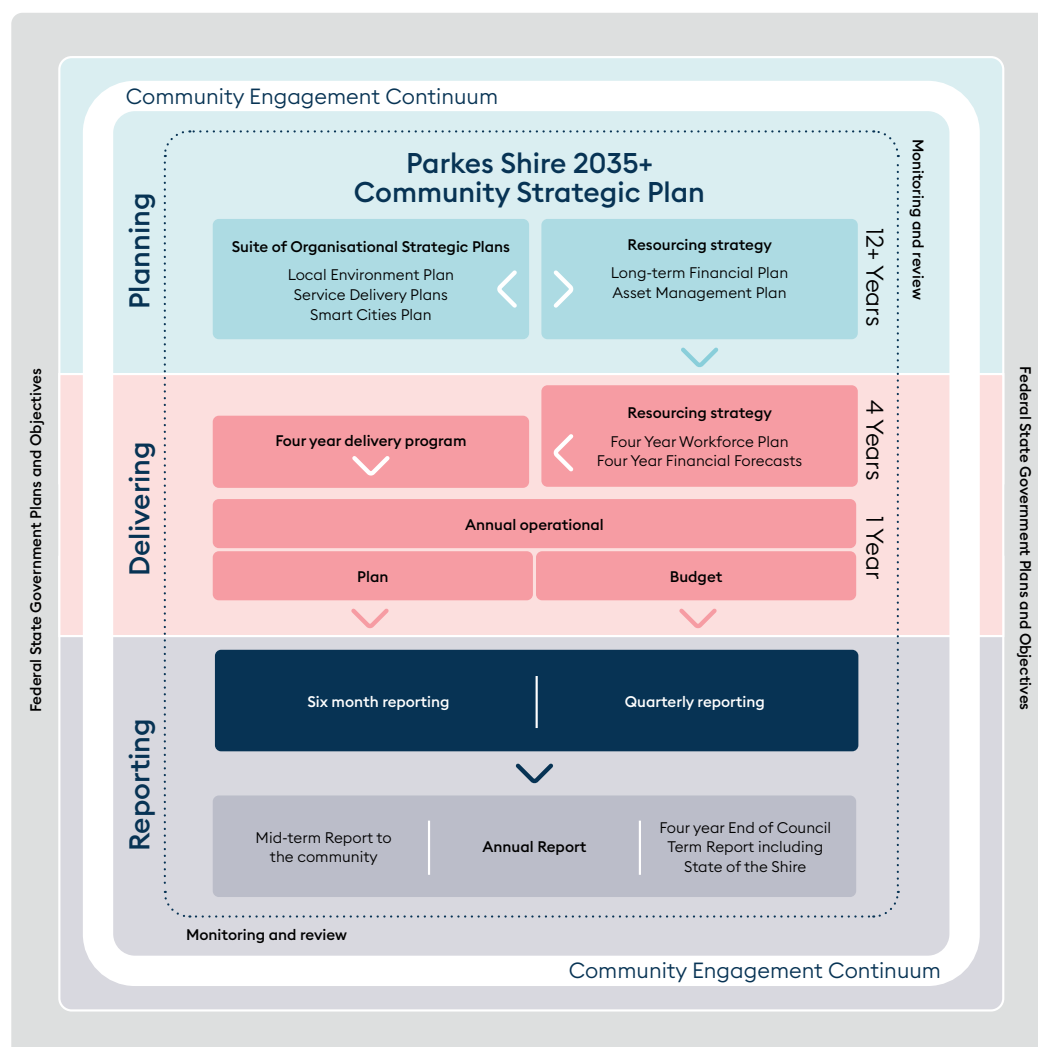 Community Engagement Continuum
Parkes Shire 2035+
Community Strategic Plan
Planning
Suite of Organisational Strategic Plans
Local Environment Plan
Service Delivery Plans
Smart Cities Plan
Resourcing strategy
Long-term Financial Plan
Asset Management Plan
12+ Years
Monitoring and review
Federal State Government Plans and Objectives
Delivering
Four year delivery program
Resourcing strategy
Four Year Workforce Plan
Four Year Financial Forecasts
4 Years
Annual operational
Plan
Budget
1 Year
Federal State Government Plans and Objectives
Reporting
Six month reporting
Quarterly reporting
Mid-term Report to
the community
Annual Report
Four year End of Council
Term Report including
State of the Shire
Monitoring and review
Community Engagement Continuum